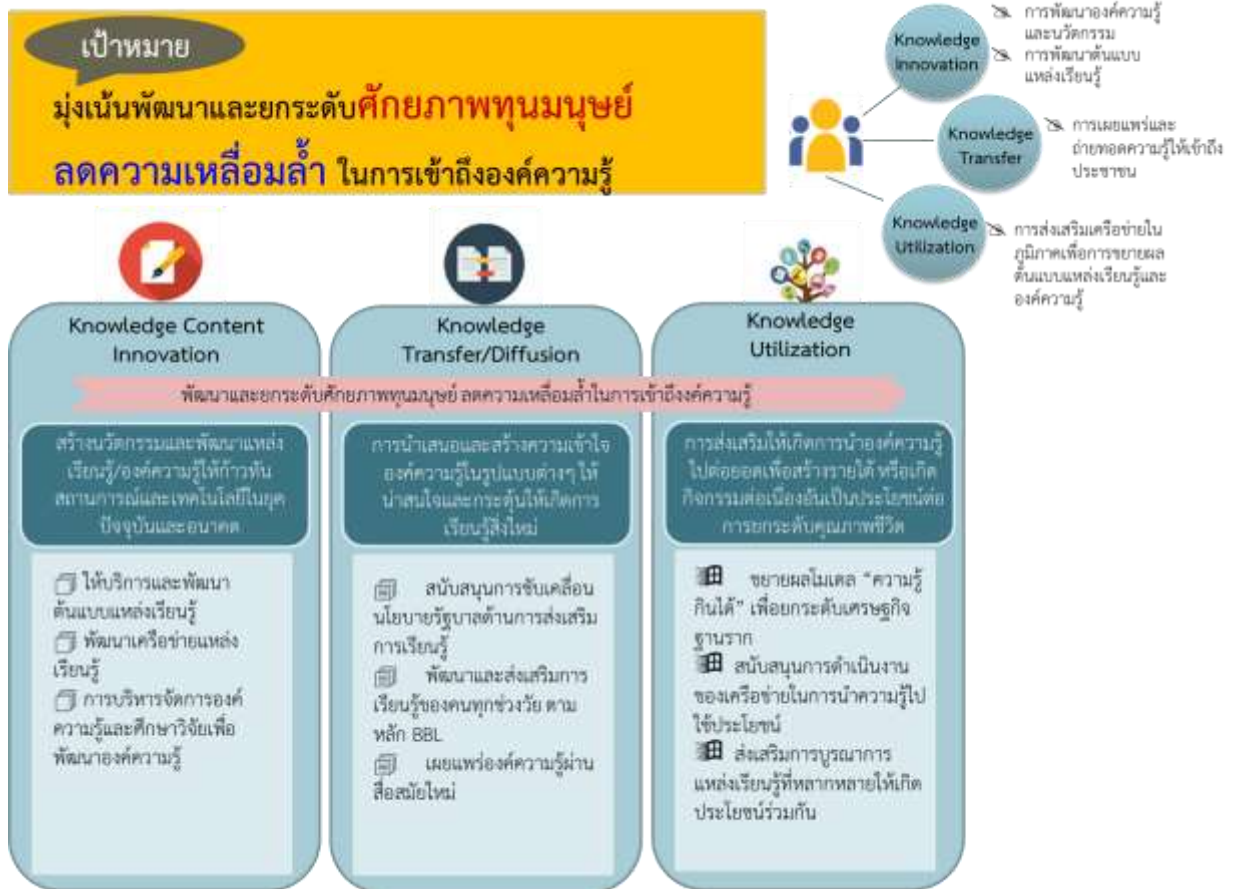 เป้าหมาย
มุ่งเน้นพัฒนาและยกระดับศักยภาพทุนมนุษย์
ลดความเหลื่อมล้ำ ในการเข้าถึงองค์ความรู้
Knowledge
Innovation
การพัฒนาองค์ความรู้
และนวัตกรรม
การพัฒนาต้นแบบ
แหล่งเรียนรู้
Knowledge
Transfer
การเผยแพร่และ
ถ่ายทอดความรู้ให้เข้าถึง
ประชาชน
Knowledge
Utilization
การส่งเสริมเครือข่ายใน
ภูมิภาคเพื่อการขยายผล
ต้นแบบแหล่งเรียนรู้และ
องค์ความรู้
Knowledge Content
Innovation
Knowledge
Transfer/Diffusion
Knowledge
Utilization
พัฒนาและยกระดับศักยภาพทุนมนุษย์ ลดความเหลื่อมล้ำในการเข้าถึงงค์ความรู้
สร้างนวัตกรรมและพัฒนาแหล่ง
เรียนรู้/องค์ความรู้ให้ก้าวทัน
สถานการณ์และเทคโนโลยีในยุค
ปัจจุบันและอนาคต
ให้บริการและพัฒนา
ต้นแบบแหล่งเรียนรู้
พัฒนาเครือข่ายแหล่ง
เรียนรู้
การบริหารจัดการองค์
ความรู้และศึกษาวิจัยเพื่อ
พัฒนาองค์ความรู้
การนำเสนอและสร้างความเข้าใจ
องค์ความรู้ในรูปแบบต่างๆ ให้
น่าสนใจและกระตุ้นให้เกิดการ
เรียนรู้สิ่งใหม่
สนับสนุนการขับเคลื่อน
นโยบายรัฐบาลด้านการส่งเสริม
การเรียนรู้
พัฒนาและส่งเสริมการ
เรียนรู้ของคนทุกช่วงวัย ตาม
หลัก BBL
เผยแพร่องค์ความรู้ผ่าน
สื่อสมัยใหม่
การส่งเสริมให้เกิดการนำองค์ความรู้
ไปต่อยอดเพื่อสร้างรายได้ หรือเกิด
กิจกรรมต่อเนื่องอันเป็นประโยชน์ต่อ
การยกระดับคุณภาพชีวิต
ขยายผลโมเดล “ความรู้
กินได้” เพื่อยกระดับเศรษฐกิจ
ฐานราก
สนับสนุนการดำเนินงาน
ของเครือข่ายในการนำความรู้ไป
ใช้ประโยชน์
ส่งเสริมการบูรณาการ
แหล่งเรียนรู้ที่หลากหลายให้เกิด
ประโยชน์ร่วมกัน